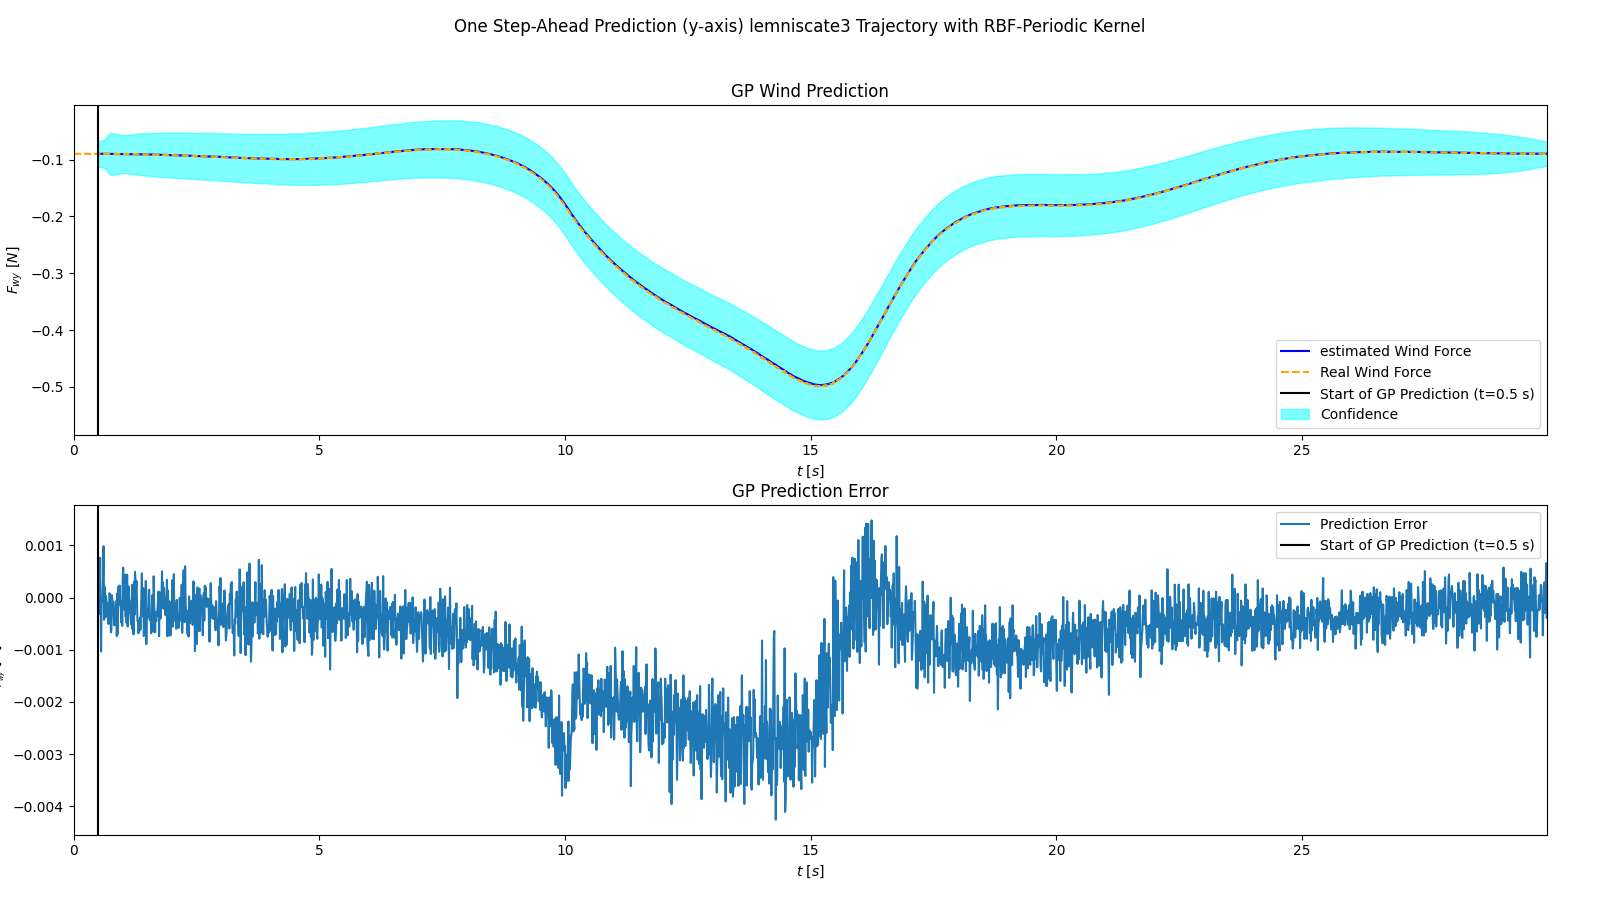 One Step-Ahead Prediction (y-axis) lemniscate3 Trajectory with RBF-Periodic Kernel
GP Wind Prediction
−0.1
−0.2
−0.3
−0.4
−0.5
F_wy [N]
estimated Wind Force
Real Wind Force
Start of GP Prediction (t=0.5 s)
Confidence
0 5 10 15 20 25
t [s]
GP Prediction Error
0.001
0.000
−0.001
−0.002
−0.003
−0.004
Prediction Error
Start of GP Prediction (t=0.5 s)
0 5 10 15 20 25
t [s]